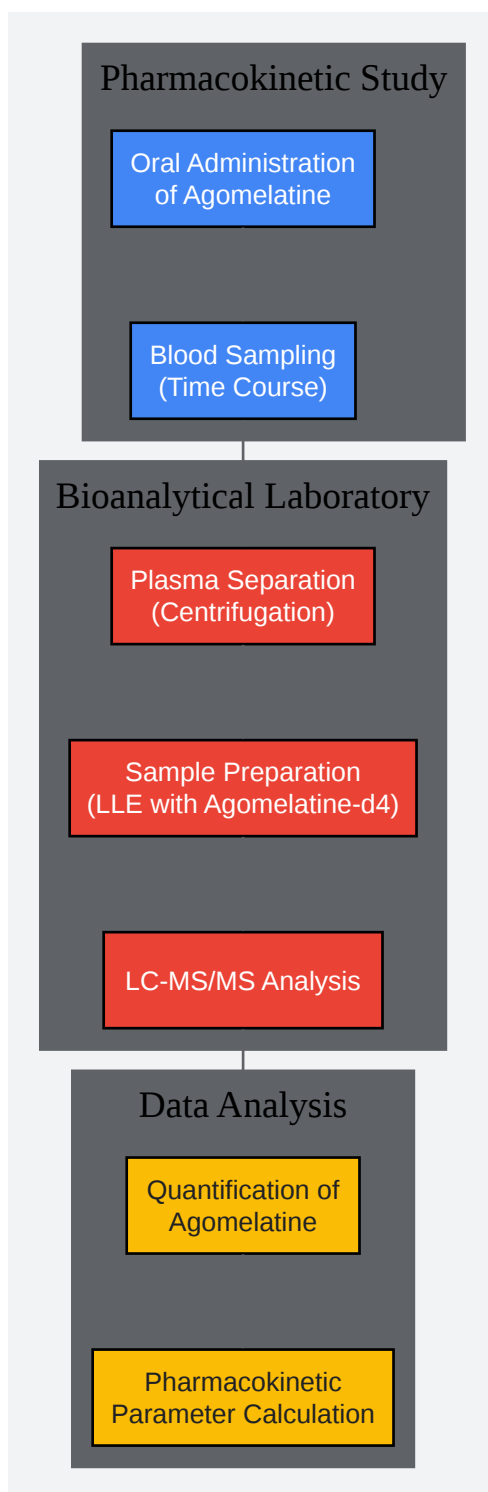 Pharmacokinetic Study
Oral Administration
of Agomelatine
Blood Sampling
(Time Course)
Bioanalytical Laboratory
Plasma Separation
(Centrifugation)
Sample Preparation
(LLE with Agomelatine-d4)
LC-MS/MS Analysis
Data Analysis
Quantification of
Agomelatine
Pharmacokinetic
Parameter Calculation